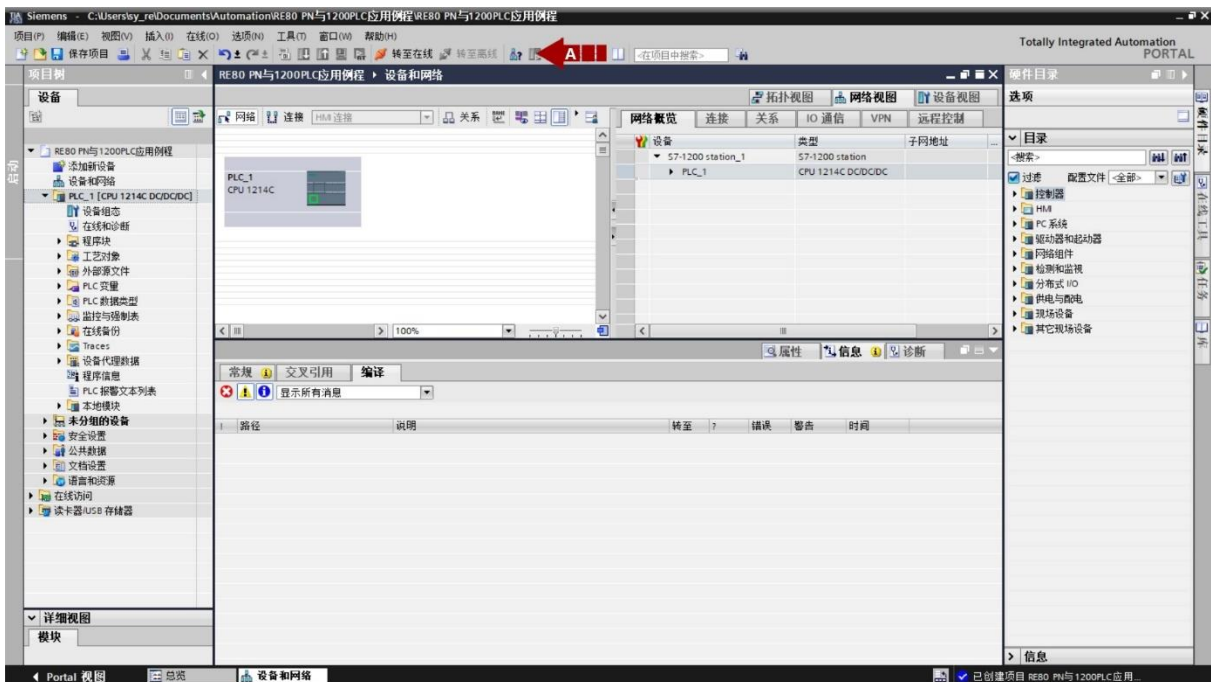 Siemens - C:\Users\sy_re\Documents\Automation\RE80 PN与1200PLC应用例程\RE80 PN与1200PLC应用例程
项目(P) 编辑(E) 视图(V) 插入(I) 在线(O) 选项(N) 工具(T) 窗口(W) 帮助(H)
Totally Integrated Automation
PORTAL
保存项目 转至在线 转至离线 A <在项目中搜索>
项目树
RE80 PN与1200PLC应用例程 设备和网络
硬件目录
设备
拓扑视图 网络视图 设备视图
选项
网络 连接 HMI 连接 关系
网络概览 连接 关系 IO 通信 VPN 远程控制
设备 类型 子网地址 ...
S7-1200 station_1 S7-1200 station
PLC_1 CPU 1214C DC/DC/DC
PLC_1
CPU 1214C
100%
RE80 PN与1200PLC应用例程
添加新设备
设备和网络
PLC_1 [CPU 1214C DC/DC/DC]
设备组态
在线和诊断
程序块
工艺对象
外部源文件
PLC 变量
PLC 数据类型
监控与强制表
在线备份
Traces
设备代理数据
程序信息
PLC 报警文本列表
本地模块
未分组的设备
安全设置
公共数据
文档设置
语言和资源
在线访问
读卡器/USB 存储器
目录
<搜索>
过滤 配置文件 <全部>
控制器
HMI
PC 系统
驱动器和起动器
网络组件
检测和监视
分布式 I/O
供电与配电
现场设备
其它现场设备
属性 信息 诊断
常规 交叉引用 编译
显示所有消息
! 路径 说明 转至 ? 错误 警告 时间
硬件目录
在线工具
任务
库
启动
详细视图
模块
信息
Portal 视图 总览 设备和网络 已创建项目 RE80 PN与1200PLC应用...